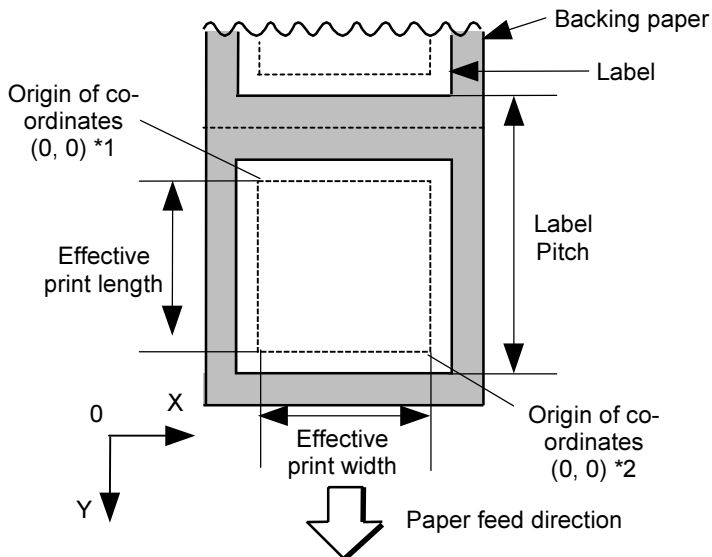 Backing paper
Label
Origin of co-
ordinates
(0, 0) *1
Effective
print length
Label
Pitch
0
X
Y
Effective
print width
Origin of co-
ordinates
(0, 0) *2
Paper feed direction